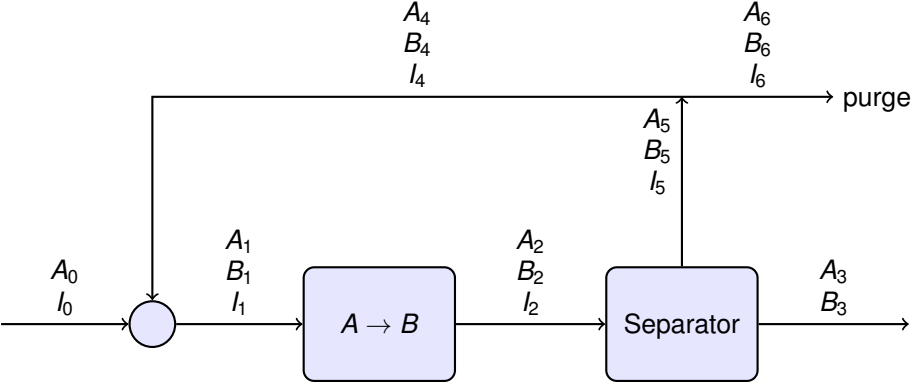 A₄
B₄
I₄
A₆
B₆
I₆
purge
A₅
B₅
I₅
A₀
I₀
A₁
B₁
I₁
A → B
A₂
B₂
I₂
Separator
A₃
B₃